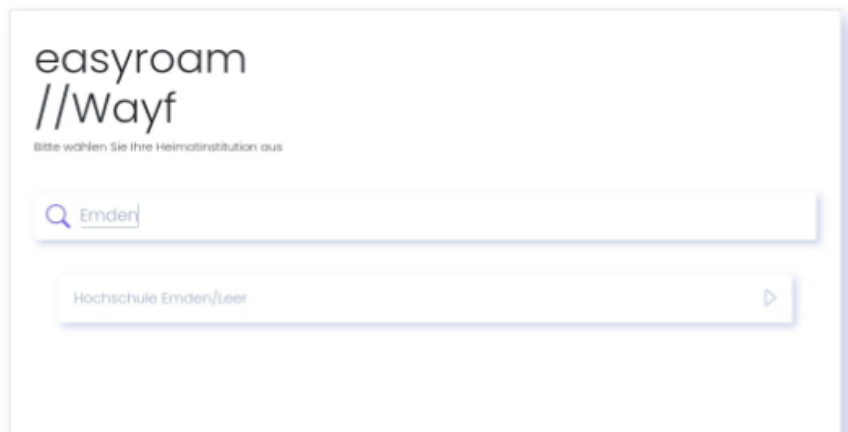 easyroam
//Wayf
Bitte wählen Sie Ihre Heimatinstitution aus
Emden
Hochschule Emden/Leer